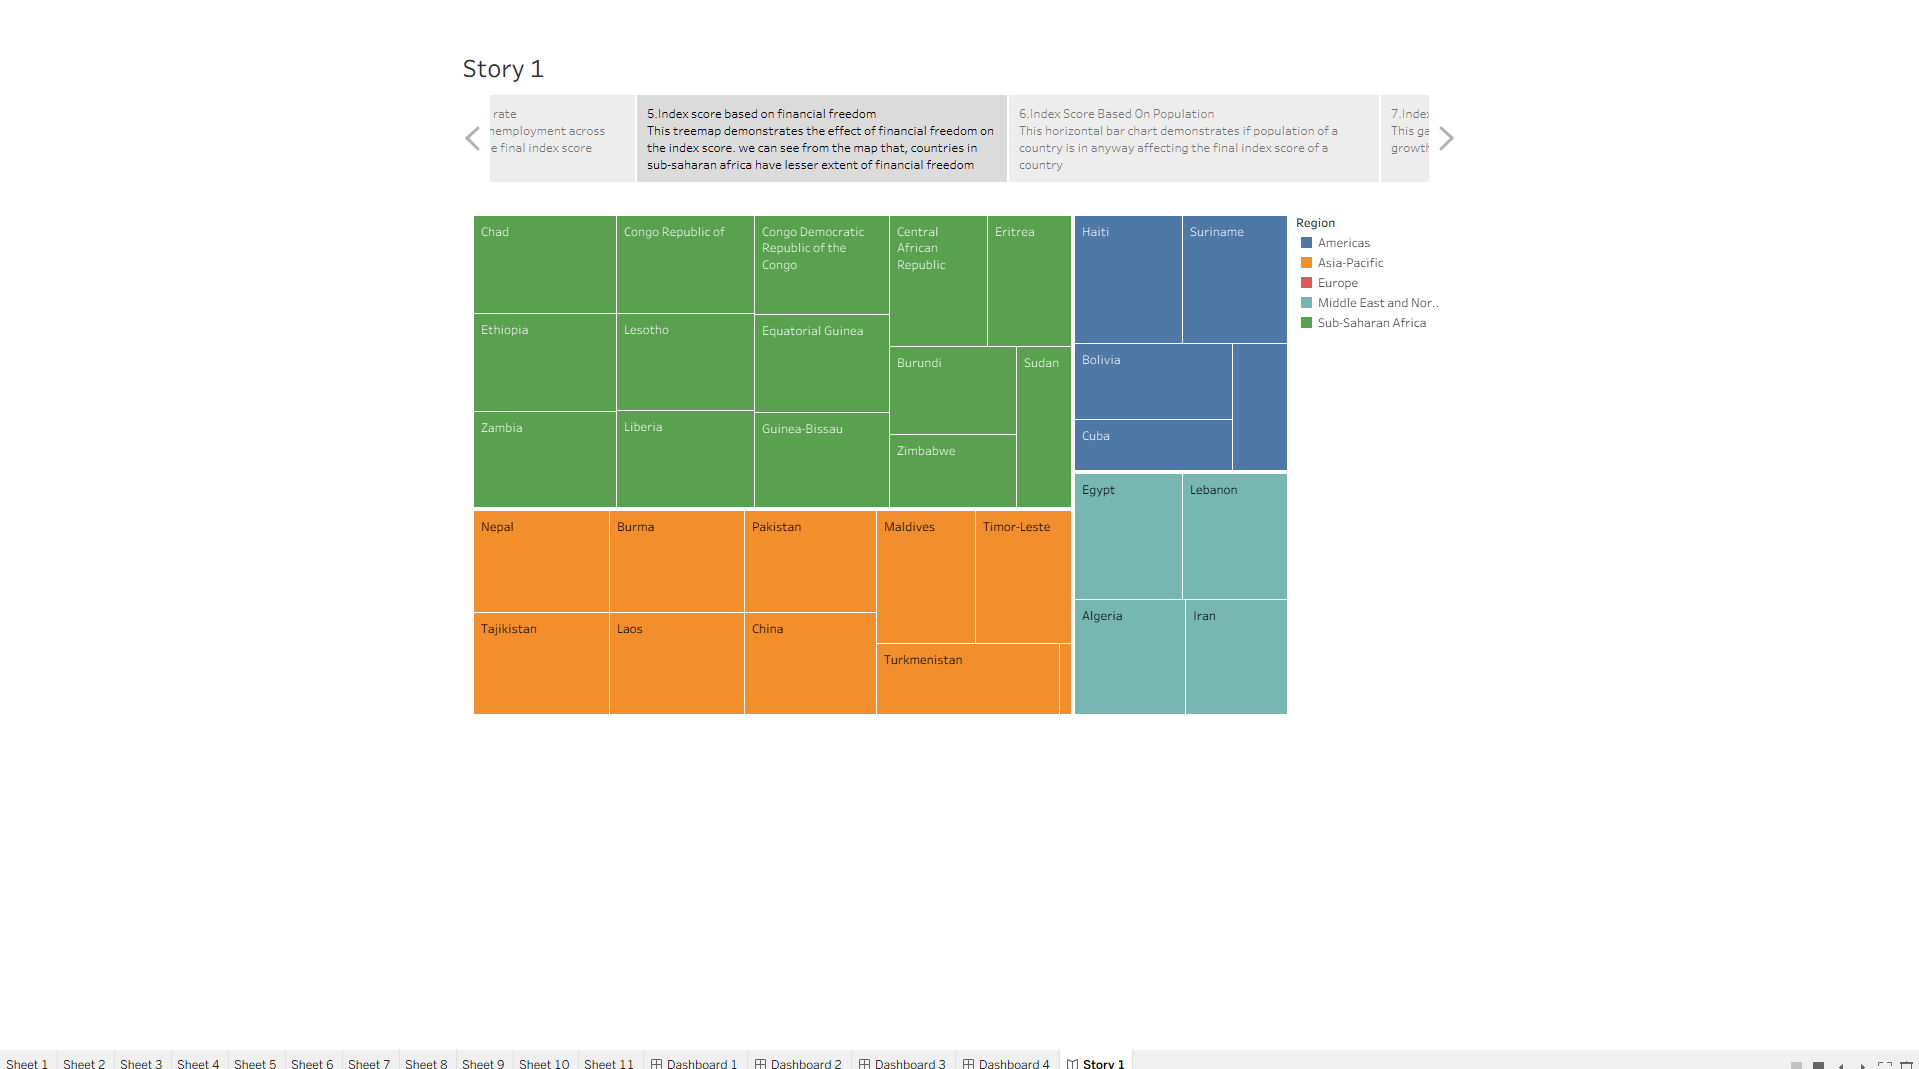 Story 1
rate
nemployment across
e final index score
5.Index score based on financial freedom
This treemap demonstrates the effect of financial freedom on
the index score. we can see from the map that, countries in
sub-saharan africa have lesser extent of financial freedom
6.Index Score Based On Population
This horizontal bar chart demonstrates if population of a
country is in anyway affecting the final index score of a
country
7.Index
This ga
growth
Chad
Congo Republic of
Congo Democratic
Republic of the
Congo
Central
African
Republic
Eritrea
Ethiopia
Lesotho
Equatorial Guinea
Burundi
Sudan
Zambia
Liberia
Guinea-Bissau
Zimbabwe
Haiti
Suriname
Bolivia
Cuba
Nepal
Burma
Pakistan
Maldives
Timor-Leste
Tajikistan
Laos
China
Turkmenistan
Egypt
Lebanon
Algeria
Iran
Region
Americas
Asia-Pacific
Europe
Middle East and Nor..
Sub-Saharan Africa
Sheet 1
Sheet 2
Sheet 3
Sheet 4
Sheet 5
Sheet 6
Sheet 7
Sheet 8
Sheet 9
Sheet 10
Sheet 11
Dashboard 1
Dashboard 2
Dashboard 3
Dashboard 4
Story 1